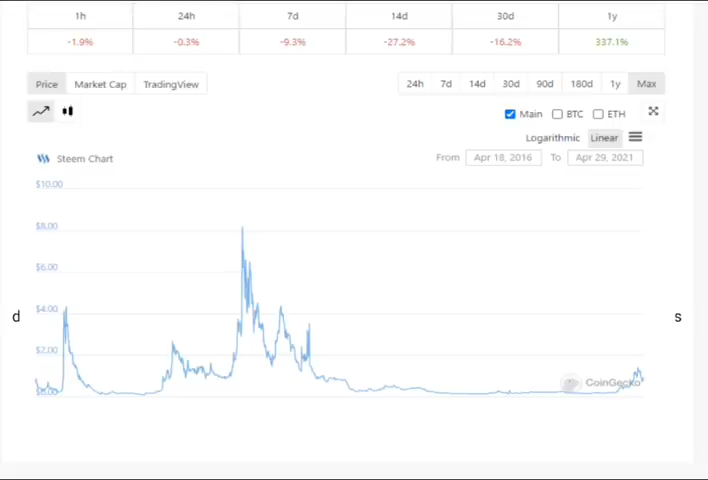 1h 24h 7d 14d 30d 1y
-1.9% -0.3% -9.3% -27.2% -16.2% 337.1%
Price Market Cap TradingView 24h 7d 14d 30d 90d 180d 1y Max
Main BTC ETH
Logarithmic Linear
Steem Chart From Apr 18, 2016 To Apr 29, 2021
$10.00
$8.00
$6.00
$4.00
d s
$2.00
CoinGecko